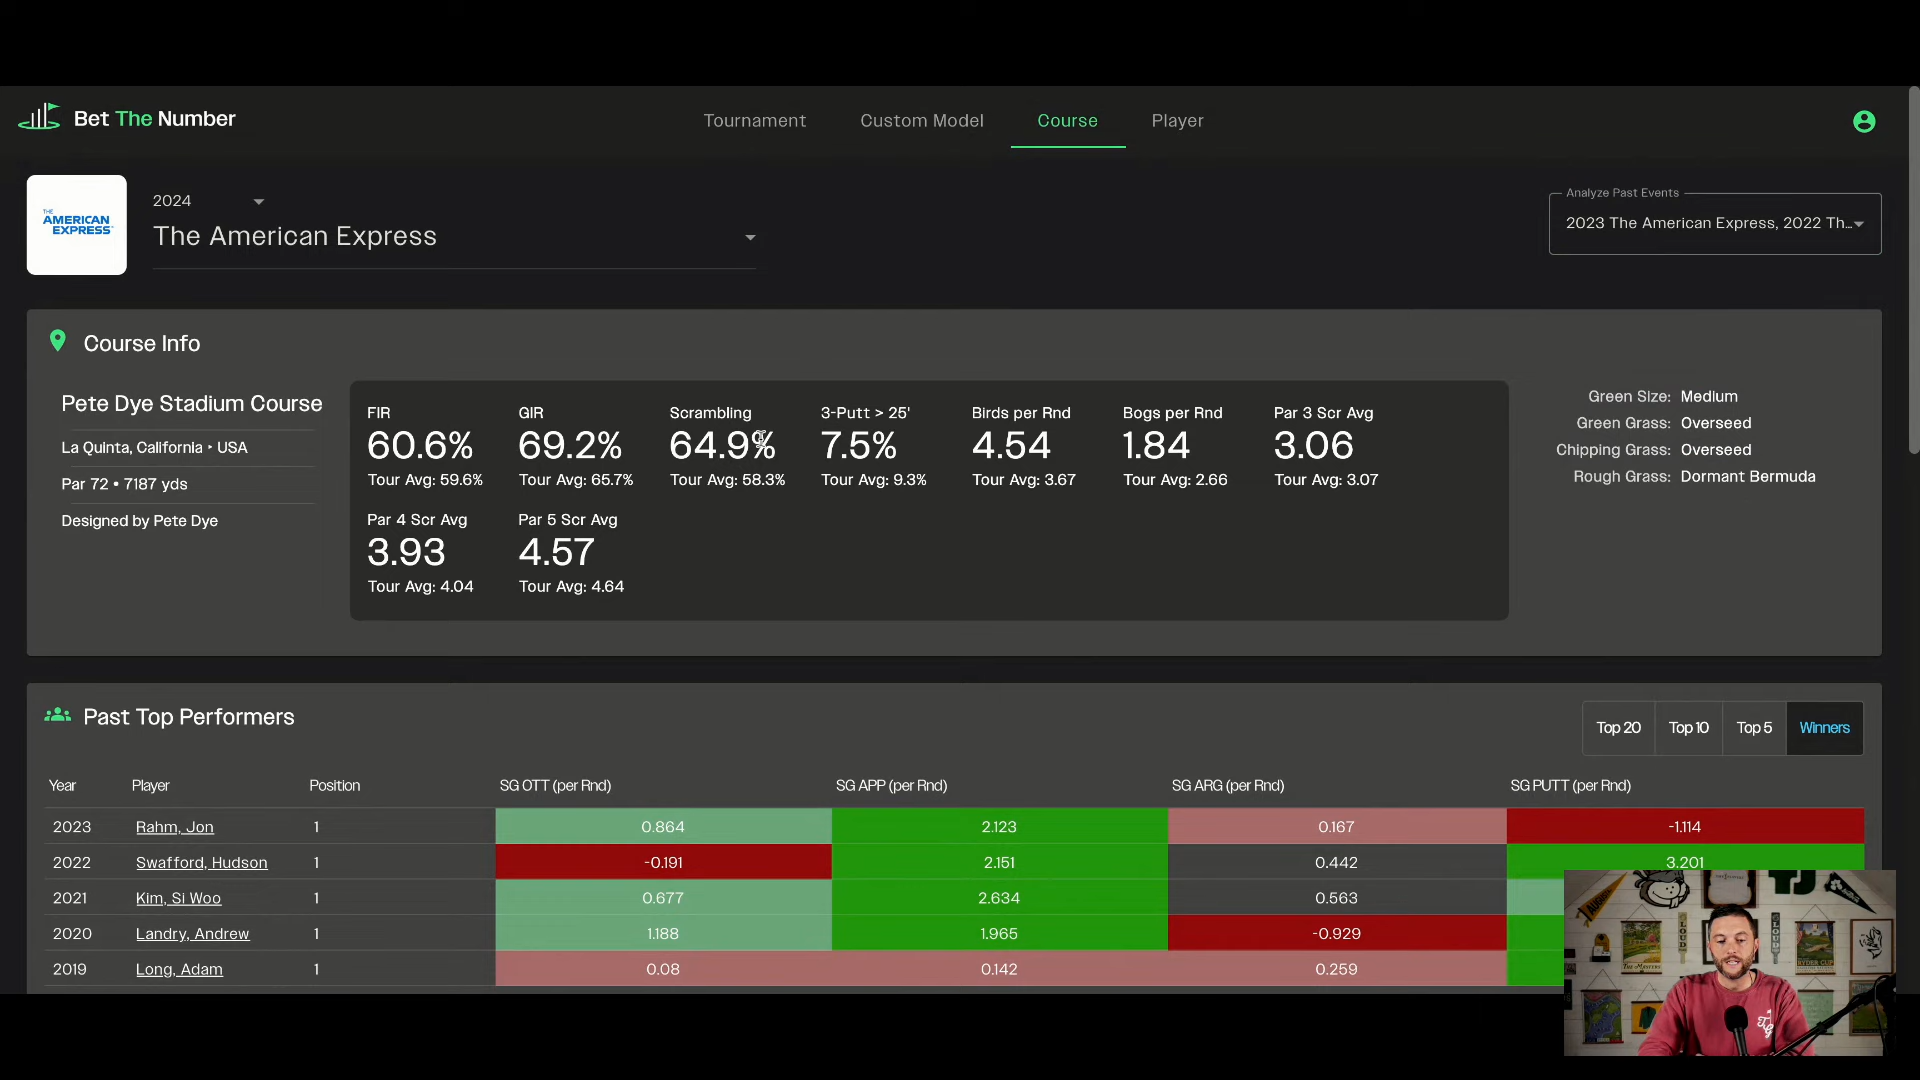 Bet The Number
Tournament
Custom Model
Course
Player
THE
AMERICAN
EXPRESS
2024
The American Express
Analyze Past Events
2023 The American Express, 2022 Th...
Course Info
Pete Dye Stadium Course
La Quinta, California • USA
Par 72 • 7187 yds
Designed by Pete Dye
FIR
60.6%
Tour Avg: 59.6%
GIR
69.2%
Tour Avg: 65.7%
Scrambling
64.9%
Tour Avg: 58.3%
3-Putt > 25'
7.5%
Tour Avg: 9.3%
Birds per Rnd
4.54
Tour Avg: 3.67
Bogs per Rnd
1.84
Tour Avg: 2.66
Par 3 Scr Avg
3.06
Tour Avg: 3.07
Par 4 Scr Avg
3.93
Tour Avg: 4.04
Par 5 Scr Avg
4.57
Tour Avg: 4.64
Green Size: Medium
Green Grass: Overseed
Chipping Grass: Overseed
Rough Grass: Dormant Bermuda
Past Top Performers
Top 20 Top 10 Top 5 Winners
Year Player Position SG OTT (per Rnd) SG APP (per Rnd) SG ARG (per Rnd) SG PUTT (per Rnd)
2023 Rahm, Jon 1 0.864 2.123 0.167 -1.114
2022 Swafford, Hudson 1 -0.191 2.151 0.442 3.201
2021 Kim, Si Woo 1 0.677 2.634 0.563
2020 Landry, Andrew 1 1.188 1.965 -0.929
2019 Long, Adam 1 0.08 0.142 0.259